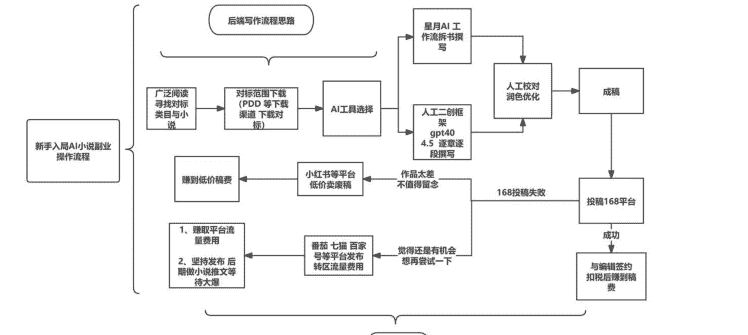 后端写作流程思路
星月AI 工
作流拆书撰
写
广泛阅读
寻找对标
类目与小
说
对标范围下载
（PDD 等下载
渠道 下载对
标）
AI工具选择
人工二创框
架
gpt40
4.5 逐章逐
段撰写
人工校对
润色优化
成稿
新手入局AI小说副业
操作流程
赚到低价稿费
小红书等平台
低价卖废稿
作品太差
不值得留念
168投稿失败
投稿168平台
1、赚取平台流
量费用
2、坚持发布 后
期做小说推文等
待大爆
番茄 七猫 百家
号等平台发布
转区流量费用
觉得还是有机会
想再尝试一下
成功
与编辑签约
扣税后赚到稿
费